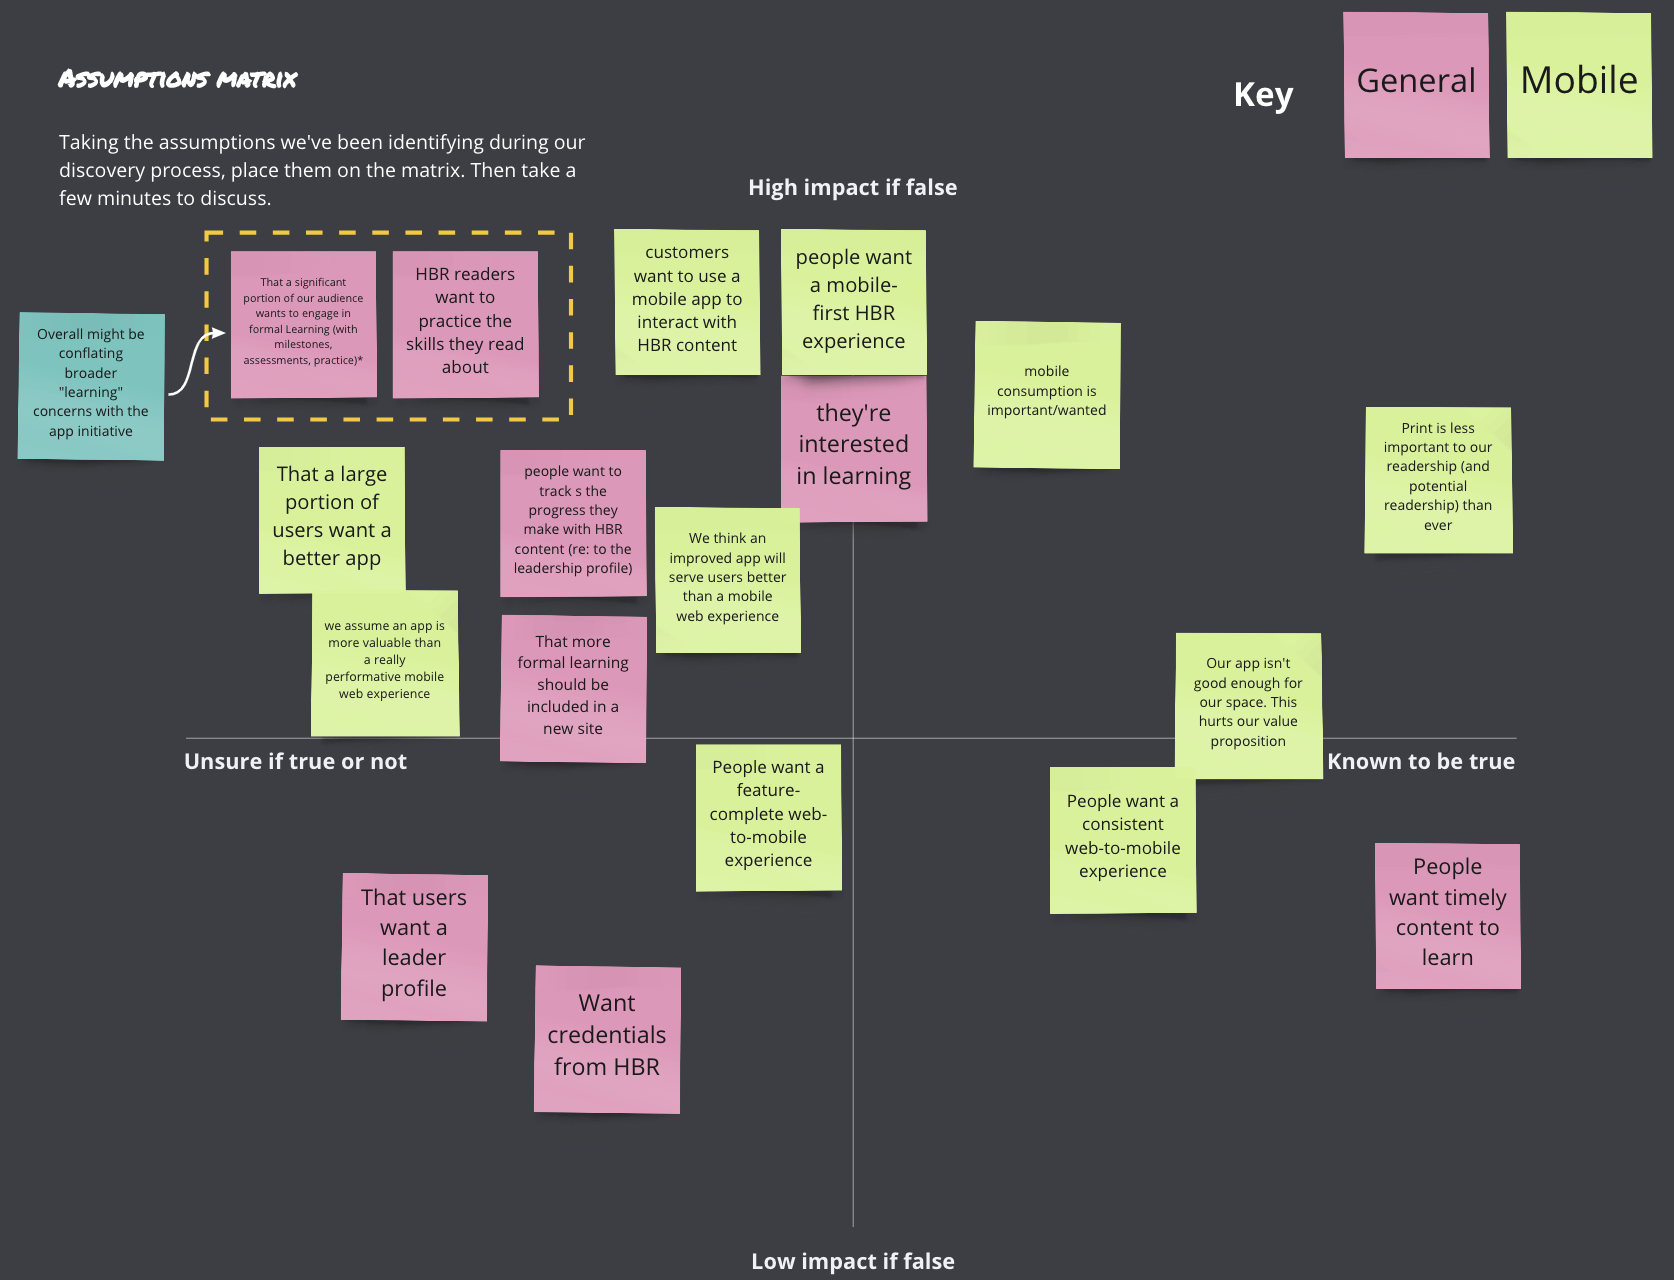 ASSUMPTIONS MATRIX
Taking the assumptions we've been identifying during our
discovery process, place them on the matrix. Then take a
few minutes to discuss.
Key
General
Mobile
High impact if false
Overall might be
conflating
broader
"learning"
concerns with the
app initiative
That a significant
portion of our audience
wants to engage in
formal Learning (with
milestones,
assessments, practice)*
HBR readers
want to
practice the
skills they read
about
customers
want to use a
mobile app to
interact with
HBR content
people want
a mobile-
first HBR
experience
they're
interested
in learning
mobile
consumption is
important/wanted
Print is less
important to our
readership (and
potential
readership) than
ever
That a large
portion of
users want a
better app
we assume an app is
more valuable than
a really
performative mobile
web experience
people want to
track s the
progress they
make with HBR
content (re: to the
leadership profile)
We think an
improved app will
serve users better
than a mobile
web experience
That more
formal learning
should be
included in a
new site
Our app isn't
good enough for
our space. This
hurts our value
proposition
Unsure if true or not
Known to be true
People want a
feature-
complete web-
to-mobile
experience
People want a
consistent
web-to-mobile
experience
People
want timely
content to
learn
That users
want a
leader
profile
Want
credentials
from HBR
Low impact if false